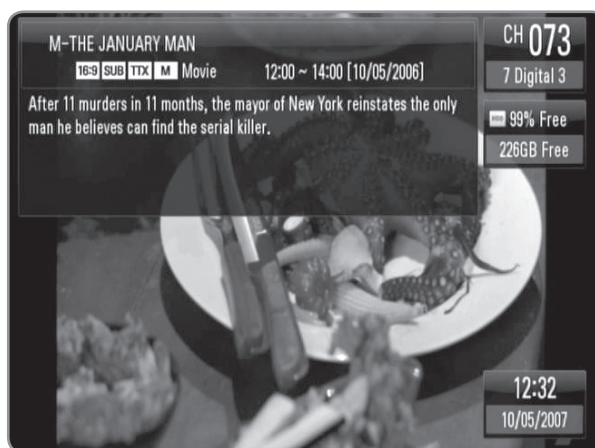 M-THE JANUARY MAN
16:9 SUB TTX M Movie 12:00 ~ 14:00 [10/05/2006]
After 11 murders in 11 months, the mayor of New York reinstates the only
man he believes can find the serial killer.
CH 073
7 Digital 3
HDD 99% Free
226GB Free
12:32
10/05/2007